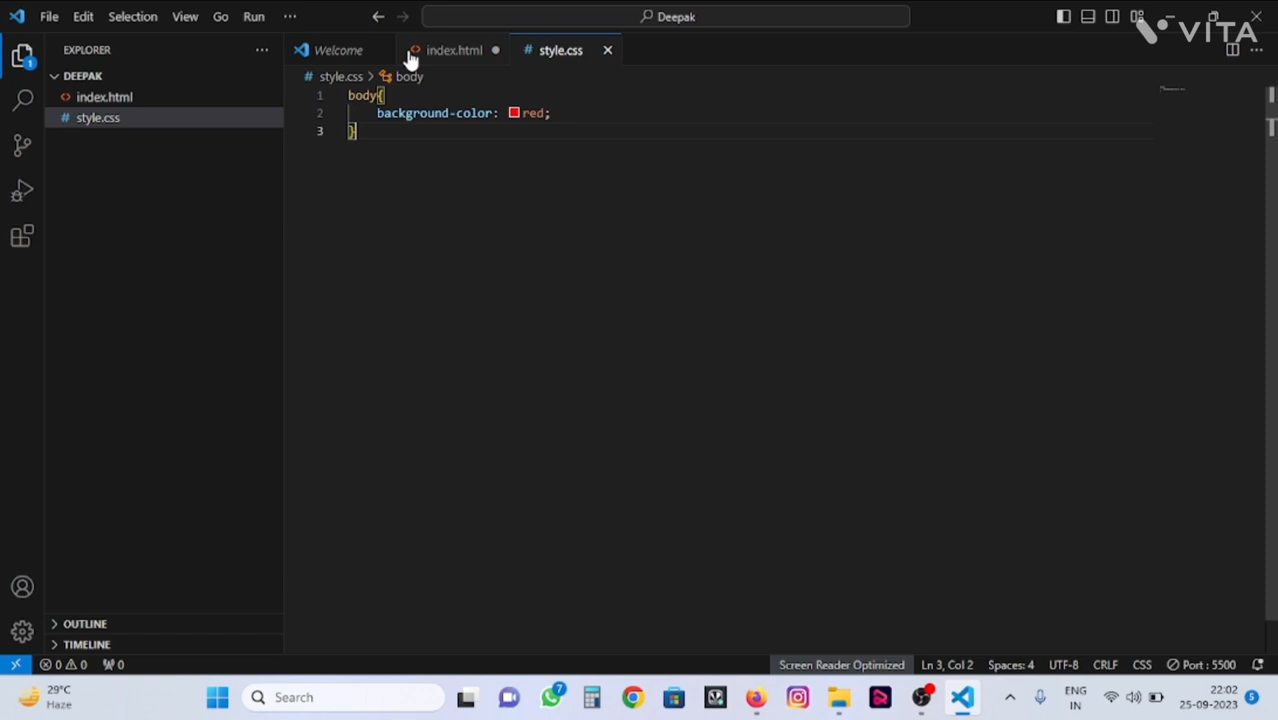 File Edit Selection View Go Run ··· Deepak
VITA
EXPLORER ···
Welcome index.html style.css
DEEPAK
style.css > body
index.html
style.css
1 body{
2 background-color: red;
3 }
OUTLINE
TIMELINE
0 0 0 Screen Reader Optimized Ln 3, Col 2 Spaces: 4 UTF-8 CRLF CSS Port : 5500
1
29°C
Haze
Search
7
ENG
IN
22:02
25-09-2023
5